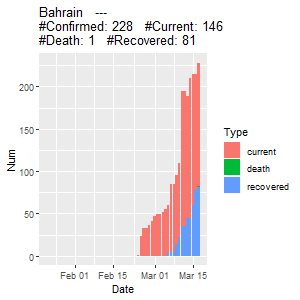 Bahrain   ---
#Confirmed: 228   #Current: 146
#Death: 1   #Recovered: 81
200
150
100
50
0
Num
Feb 01
Feb 15
Mar 01
Mar 15
Date
Type
current
death
recovered